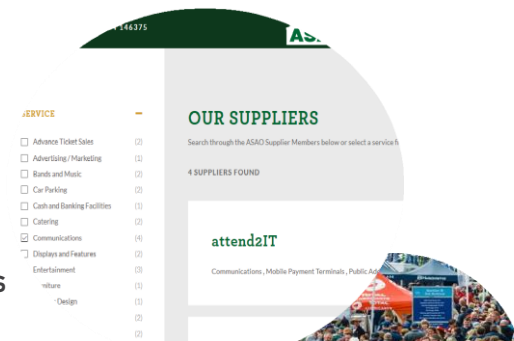 146375
SERVICE
OUR SUPPLIERS
Advance Ticket Sales (2)
Search through the ASAO Supplier Members below or select a service
Advertising / Marketing (1)
Bands and Music (2)
4 SUPPLIERS FOUND
Car Parking (2)
Cash and Banking Facilities (1)
Catering (2)
Communications (4)
attend2IT
Displays and Features (2)
Entertainment (3)
Communications , Mobile Payment Terminals , Public
(1)
Design (1)
(2)
(2)